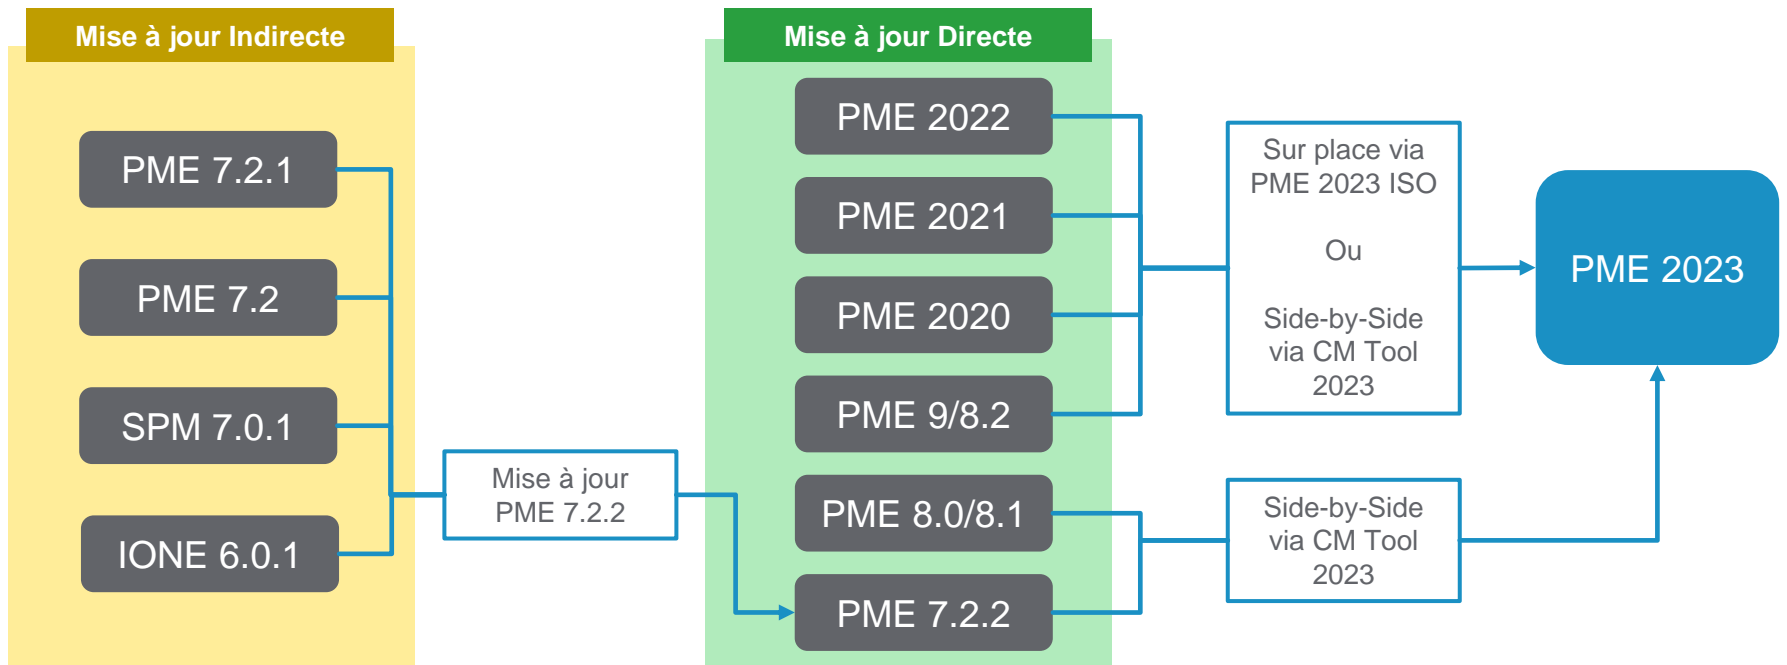 Mise à jour Indirecte
PME 7.2.1
PME 7.2
SPM 7.0.1
IONE 6.0.1
Mise à jour
PME 7.2.2
Mise à jour Directe
PME 2022
PME 2021
PME 2020
PME 9/8.2
PME 8.0/8.1
PME 7.2.2
Sur place via
PME 2023 ISO
Ou
Side-by-Side
via CM Tool
2023
Side-by-Side
via CM Tool
2023
PME 2023